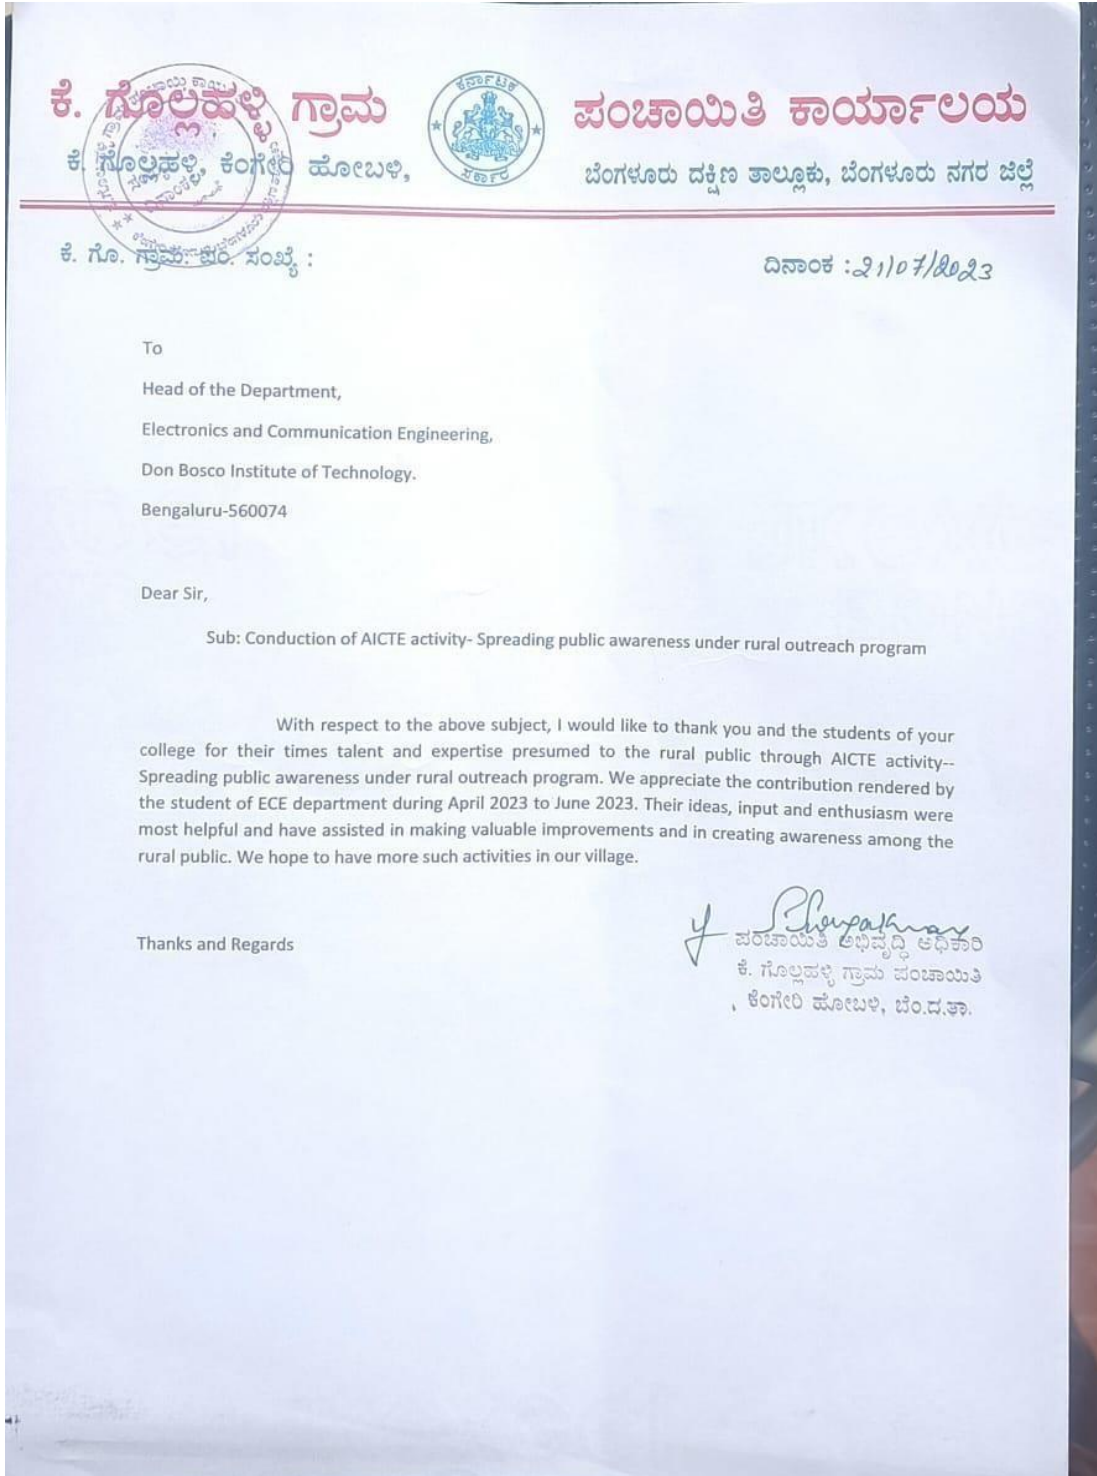 ಕೆ. ಗೊಲ್ಲಹಳ್ಳಿ ಗ್ರಾಮ ಪಂಚಾಯಿತಿ ಕಾರ್ಯಾಲಯ
ಕರ್ನಾಟಕ
ಸರ್ಕಾರ
ಕೆ. ಗೊಲ್ಲಹಳ್ಳಿ, ಕೆಂಗೇರಿ ಹೋಬಳಿ, ಬೆಂಗಳೂರು ದಕ್ಷಿಣ ತಾಲ್ಲೂಕು, ಬೆಂಗಳೂರು ನಗರ ಜಿಲ್ಲೆ
ಕೆ. ಗೊ. ಗ್ರಾಮ. ಪಂ. ಸಂಖ್ಯೆ :
ದಿನಾಂಕ : 21/07/2023
To
Head of the Department,
Electronics and Communication Engineering,
Don Bosco Institute of Technology.
Bengaluru-560074
Dear Sir,
Sub: Conduction of AICTE activity- Spreading public awareness under rural outreach program
With respect to the above subject, I would like to thank you and the students of your
college for their times talent and expertise presumed to the rural public through AICTE activity--
Spreading public awareness under rural outreach program. We appreciate the contribution rendered by
the student of ECE department during April 2023 to June 2023. Their ideas, input and enthusiasm were
most helpful and have assisted in making valuable improvements and in creating awareness among the
rural public. We hope to have more such activities in our village.
Thanks and Regards
ಪಂಚಾಯಿತಿ ಅಭಿವೃದ್ಧಿ ಅಧಿಕಾರಿ
ಕೆ. ಗೊಲ್ಲಹಳ್ಳಿ ಗ್ರಾಮ ಪಂಚಾಯಿತಿ
ಕೆಂಗೇರಿ ಹೋಬಳಿ, ಬೆಂ.ದ.ತಾ.